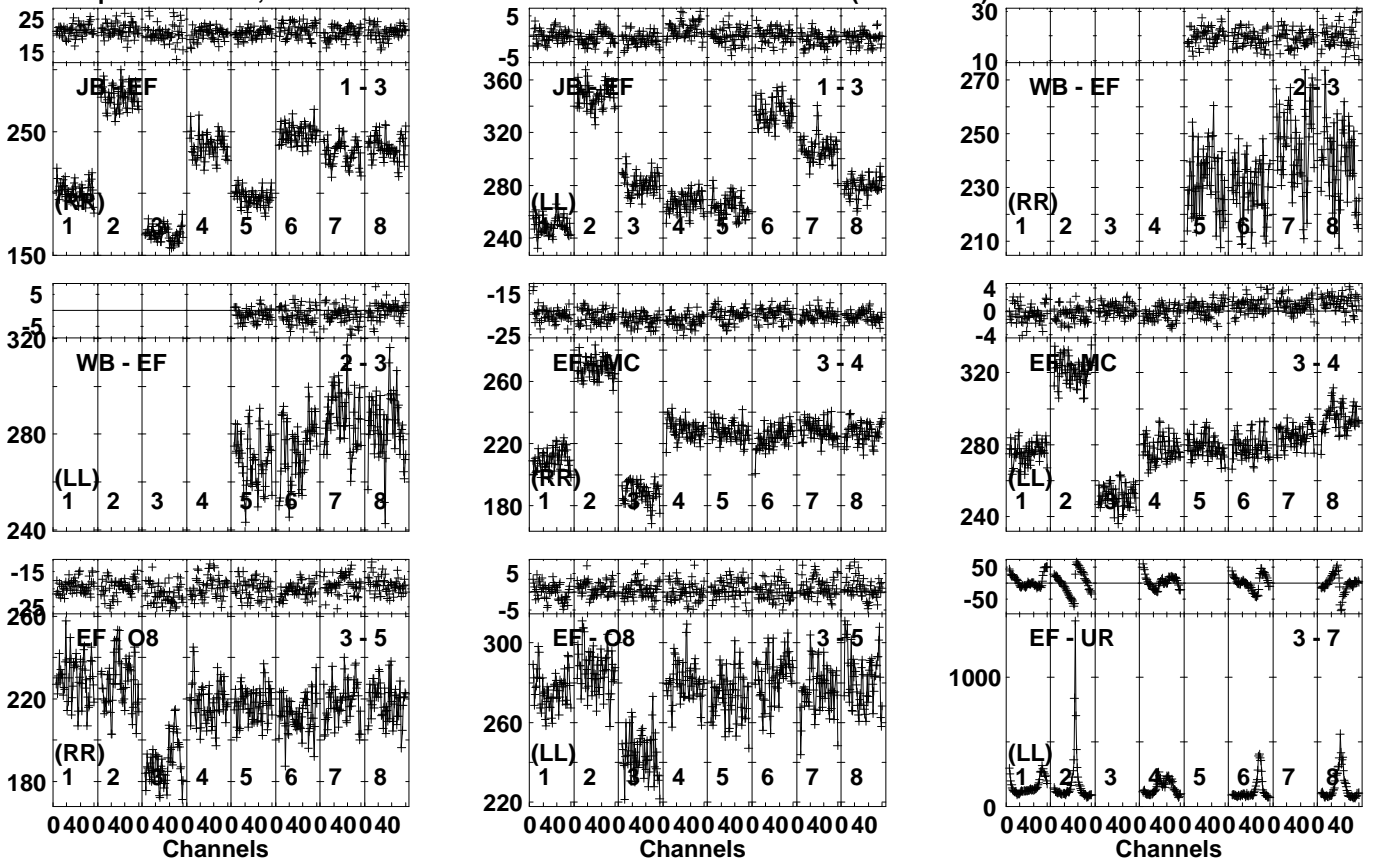 25
15
JB - EF 1 - 3
250
(RR)
1 2 3 4 5 6 7 8
150
5
-5
360
JB - EF 1 - 3
320
280
(LL)
1 2 3 4 5 6 7 8
240
30
10
270
WB - EF 2 - 3
250
230
(RR)
1 2 3 4 5 6 7 8
210
5
-5
320
WB - EF 2 - 3
280
(LL)
1 2 3 4 5 6 7 8
240
-15
-25
EF - MC 3 - 4
260
220
(RR)
1 2 3 4 5 6 7 8
180
4
0
-4
EF - MC 3 - 4
320
280
(LL)
1 2 3 4 5 6 7 8
240
-15
-25
260
EF - O8 3 - 5
220
(RR)
1 2 3 4 5 6 7 8
180
0 40 0 40 0 40 0 40 0 40 0 40 0 40 0 40
Channels
5
-5
300
EF - O8 3 - 5
260
(LL)
1 2 3 4 5 6 7 8
220
0 40 0 40 0 40 0 40 0 40 0 40 0 40 0 40
Channels
50
-50
EF - UR 3 - 7
1000
(LL)
1 2 3 4 5 6 7 8
0
0 40 0 40 0 40 0 40 0 40 0 40 0 40 0 40
Channels